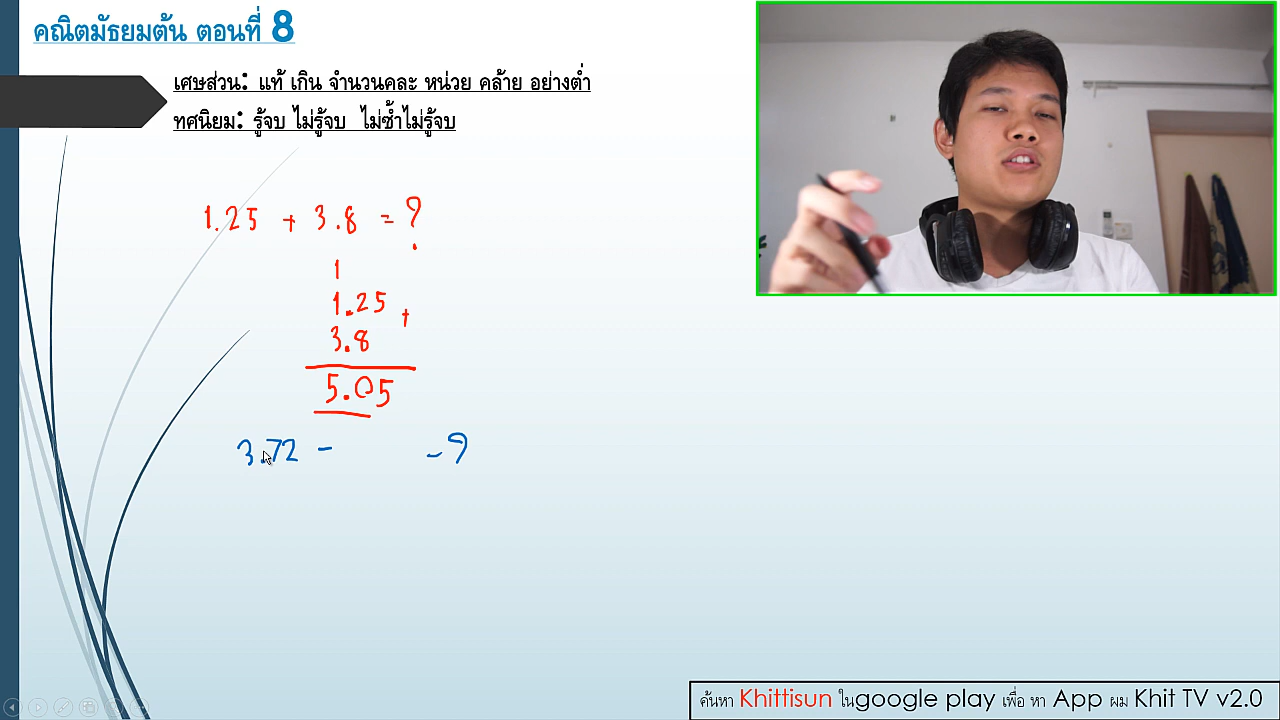 คณิตมัธยมต้น ตอนที่ 8
เศษส่วน: แท้ เกิน จำนวนคละ หน่วย คล้าย อย่างต่ำ
ทศนิยม: รู้จบ ไม่รู้จบ ไม่ซ้ำไม่รู้จบ
1.25 + 3.8 = ?
1
1.25 +
3.8
5.05
3.72 - - ?
ค้นหา Khittisun ในgoogle play เพื่อ หา App ผม Khit TV v2.0